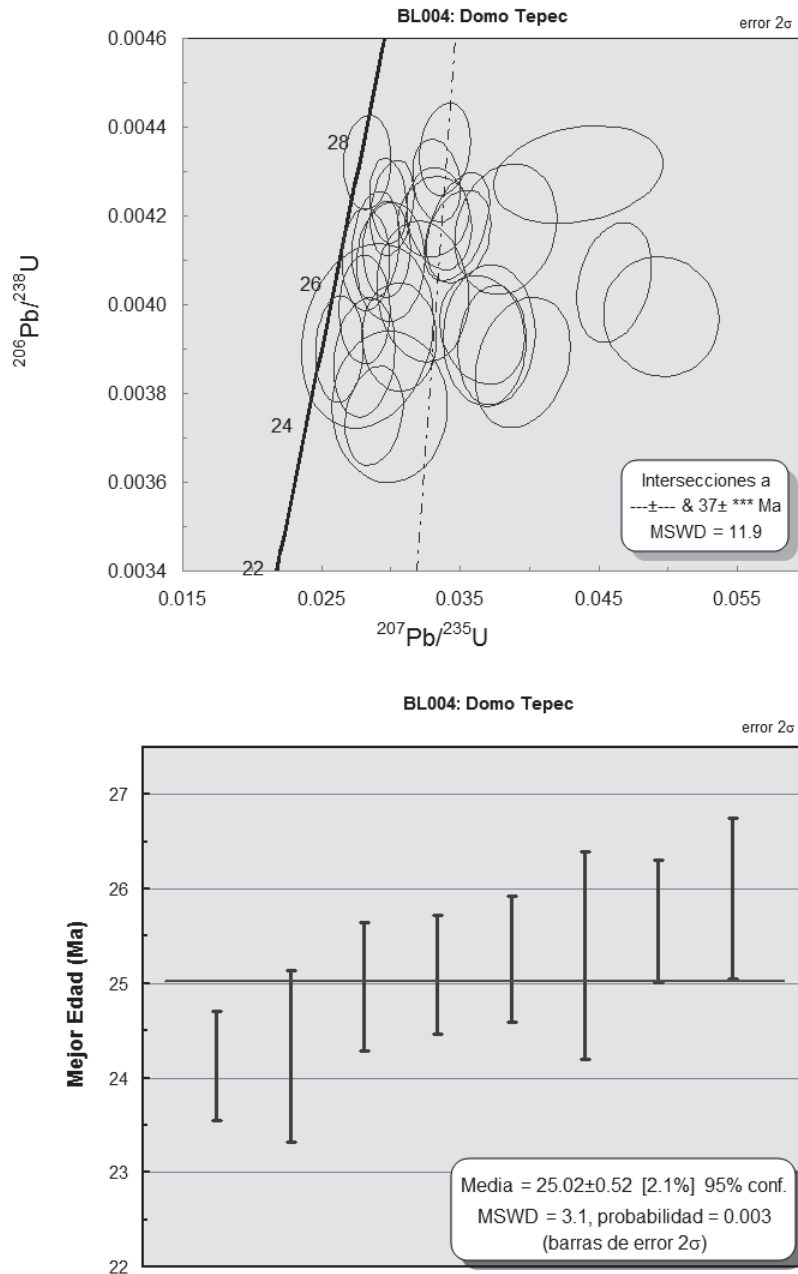 BL004: Domo Tepec
error 2σ
0.0046
0.0044
0.0042
0.0040
0.0038
0.0036
0.0034
206Pb/238U
28
26
24
22
Intersecciones a
---±--- & 37± *** Ma
MSWD = 11.9
0.015
0.025
0.035
0.045
0.055
207Pb/235U
BL004: Domo Tepec
error 2σ
27
26
25
24
23
22
Mejor Edad (Ma)
Media = 25.02±0.52 [2.1%] 95% conf.
MSWD = 3.1, probabilidad = 0.003
(barras de error 2σ)